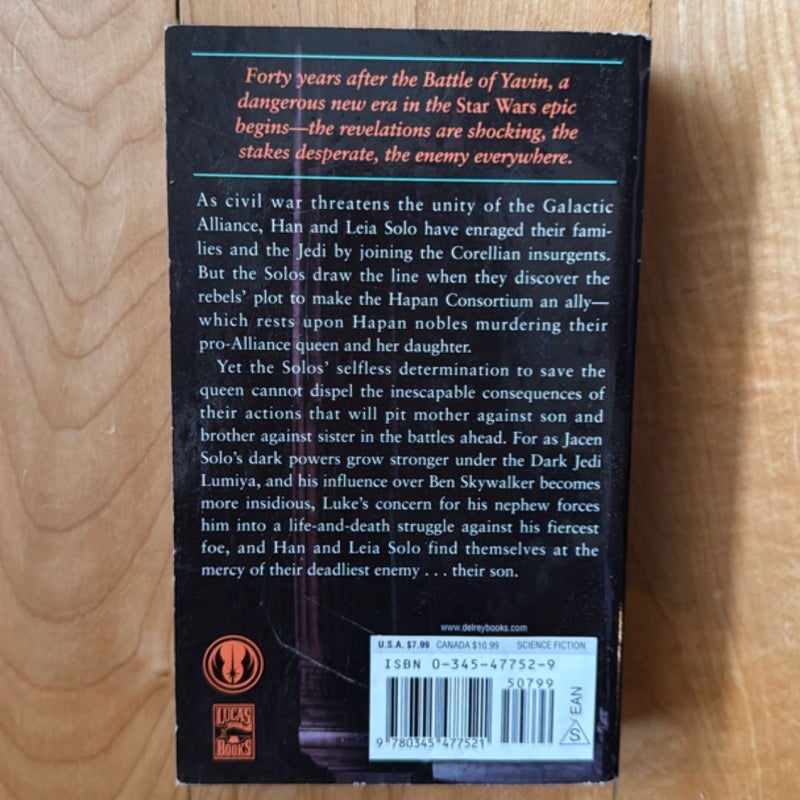 Forty years after the Battle of Yavin, a
dangerous new era in the Star Wars epic
begins—the revelations are shocking, the
stakes desperate, the enemy everywhere.
As civil war threatens the unity of the Galactic
Alliance, Han and Leia Solo have enraged their fami-
lies and the Jedi by joining the Corellian insurgents.
But the Solos draw the line when they discover the
rebels' plot to make the Hapan Consortium an ally—
which rests upon Hapan nobles murdering their
pro-Alliance queen and her daughter.
Yet the Solos' selfless determination to save the
queen cannot dispel the inescapable consequences of
their actions that will pit mother against son and
brother against sister in the battles ahead. For as Jacen
Solo's dark powers grow stronger under the Dark Jedi
Lumiya, and his influence over Ben Skywalker becomes
more insidious, Luke's concern for his nephew forces
him into a life-and-death struggle against his fiercest
foe, and Han and Leia Solo find themselves at the
mercy of their deadliest enemy . . . their son.
www.delreybooks.com
U.S.A. $7.99 CANADA $10.99 SCIENCE FICTION
ISBN 0-345-47752-9
50799
9 780345 477521
S
EAN
LUCAS
BOOKS